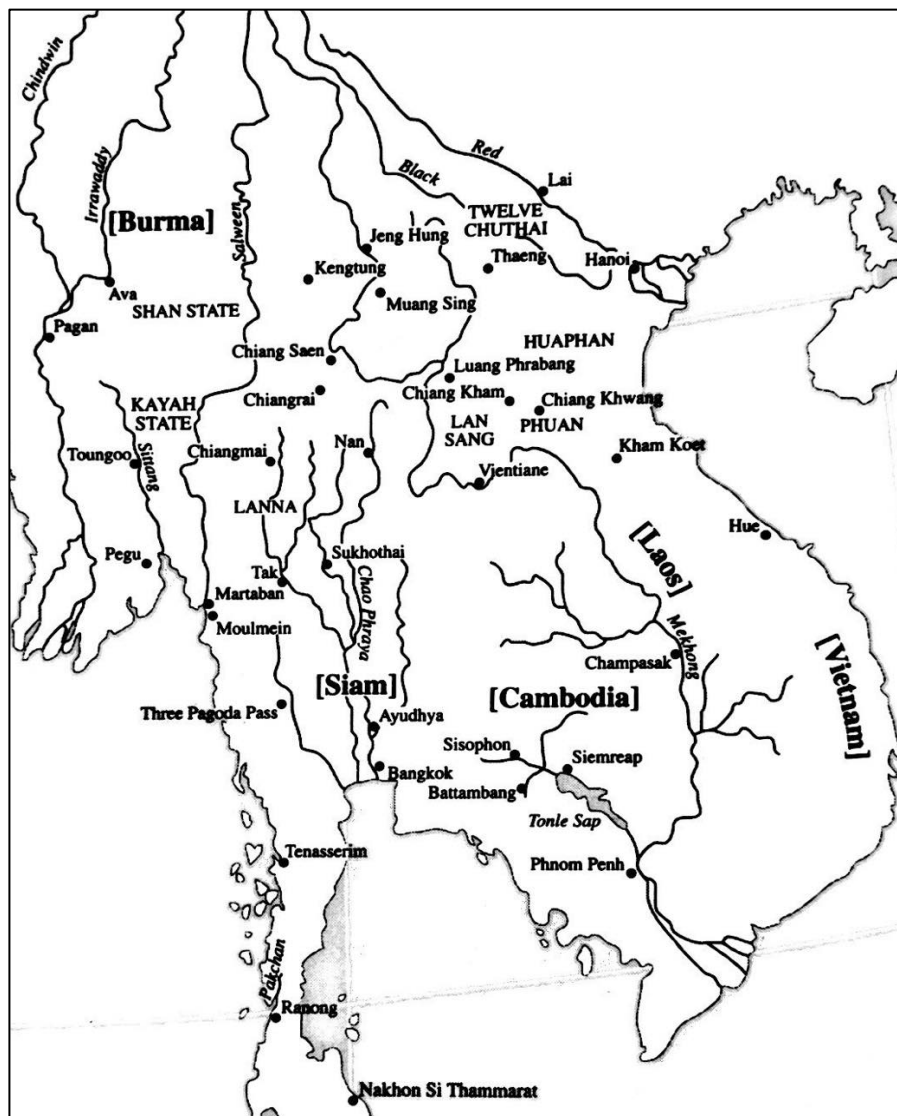 Chindwin
Irrawaddy
Salween
Black
Red
Lai
[Burma]
TWELVE
CHUTHAI
Jeng Hung
Kengtung
Thaeng
Hanoi
Ava
Muang Sing
SHAN STATE
Pagan
HUAPHAN
Chiang Saen
Luang Phrabang
Chiangrai
Chiang Kham
Chiang Khwang
KAYAH
STATE
LAN
SANG
PHUAN
Nan
Toungoo
Sittang
Chiangmai
Kham Koet
Vientiane
LANNA
Hue
Pegu
Sukhothai
[Laos]
Tak
Martaban
Moulmein
Chao Phraya
Mekhong
Champasak
[Vietnam]
[Siam]
[Cambodia]
Three Pagoda Pass
Ayudhya
Sisophon
Siemreap
Bangkok
Battambang
Tonle Sap
Tenasserim
Phnom Penh
Pakchan
Ranong
Nakhon Si Thammarat